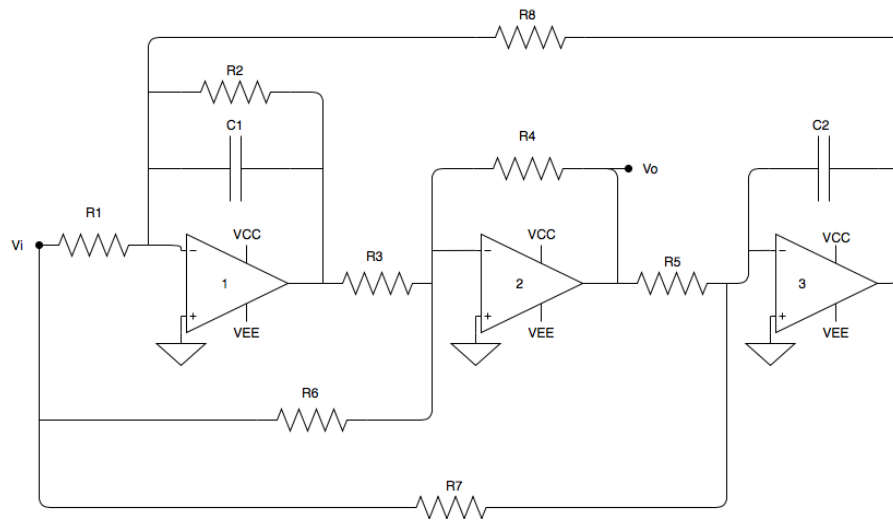 R8
R2
C1
R4
C2
Vo
R1
Vi
VCC
VCC
VCC
R3
R5
−
−
−
1
2
3
+
+
+
VEE
VEE
VEE
R6
R7